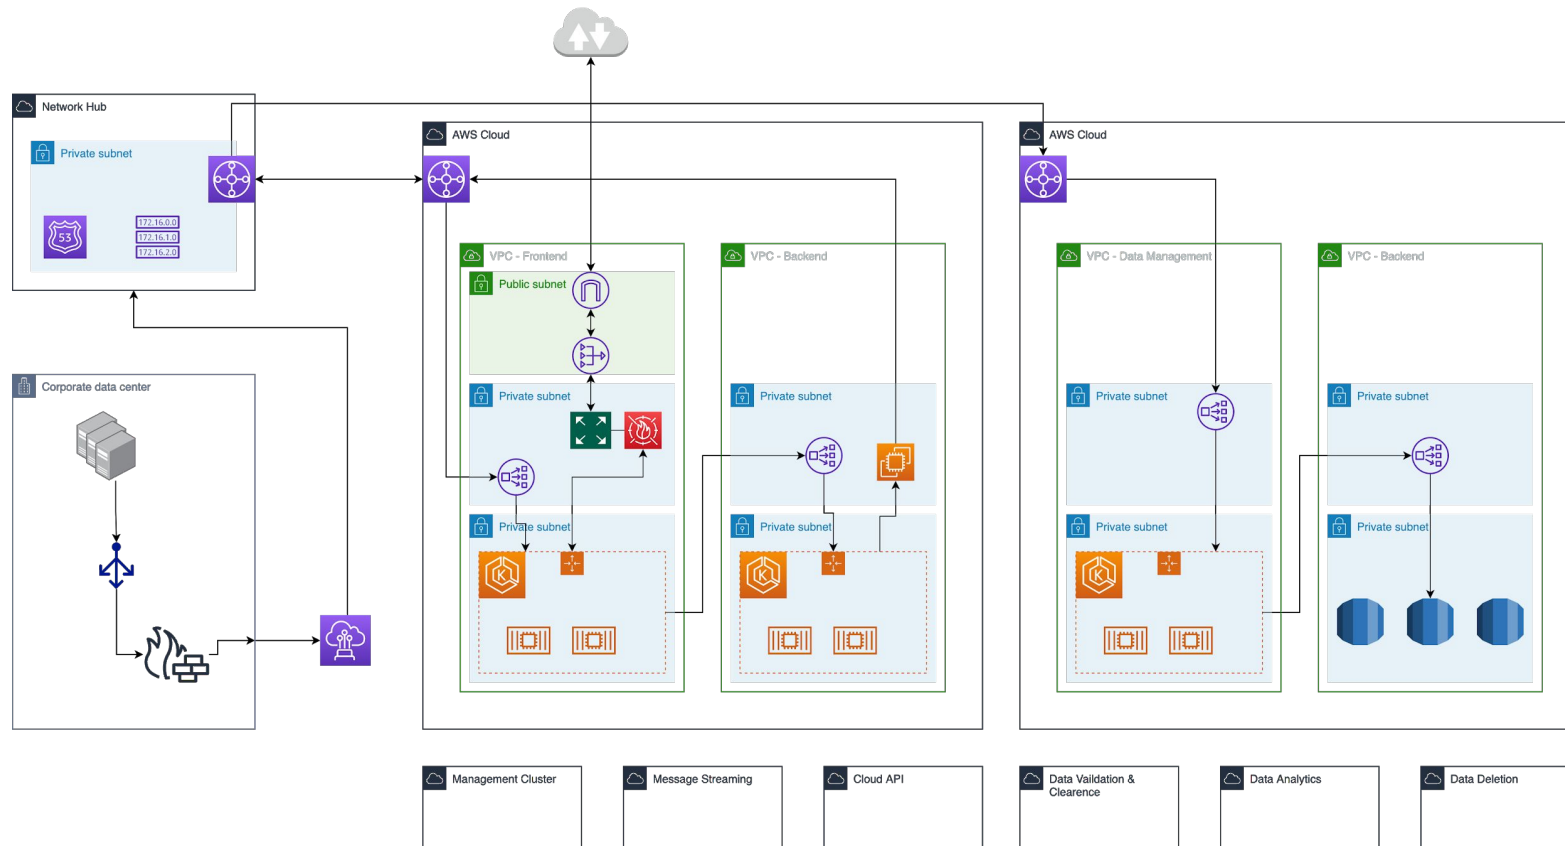 Network Hub
Private subnet
53
172.16.0.0
172.16.1.0
172.16.2.0
Corporate data center
AWS Cloud
VPC - Frontend
Public subnet
Private subnet
Private subnet
K
VPC - Backend
Private subnet
Private subnet
K
AWS Cloud
VPC - Data Management
Private subnet
Private subnet
K
VPC - Backend
Private subnet
Private subnet
Management Cluster
Message Streaming
Cloud API
Data Vaildation &
Clearence
Data Analytics
Data Deletion